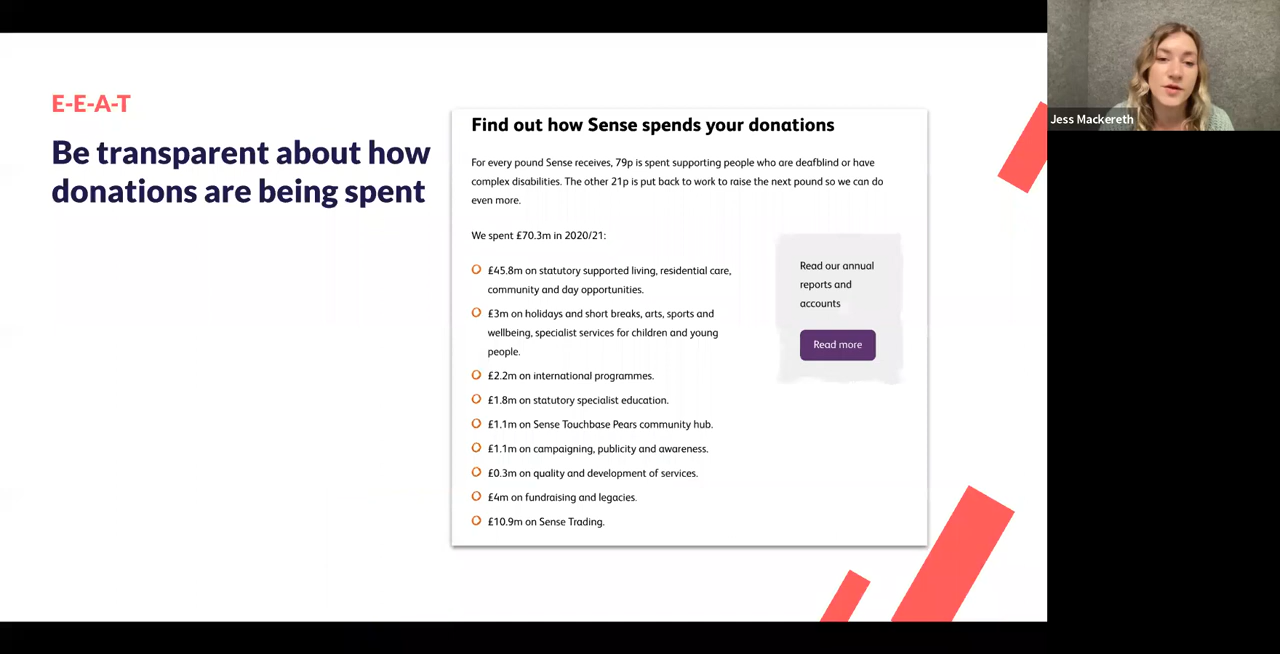 E-E-A-T
Be transparent about how
donations are being spent
Find out how Sense spends your donations
For every pound Sense receives, 79p is spent supporting people who are deafblind or have
complex disabilities. The other 21p is put back to work to raise the next pound so we can do
even more.
We spent £70.3m in 2020/21:
£45.8m on statutory supported living, residential care,
community and day opportunities.
£3m on holidays and short breaks, arts, sports and
wellbeing, specialist services for children and young
people.
£2.2m on international programmes.
£1.8m on statutory specialist education.
£1.1m on Sense Touchbase Pears community hub.
£1.1m on campaigning, publicity and awareness.
£0.3m on quality and development of services.
£4m on fundraising and legacies.
£10.9m on Sense Trading.
Read our annual
reports and
accounts
Read more
Jess Mackereth